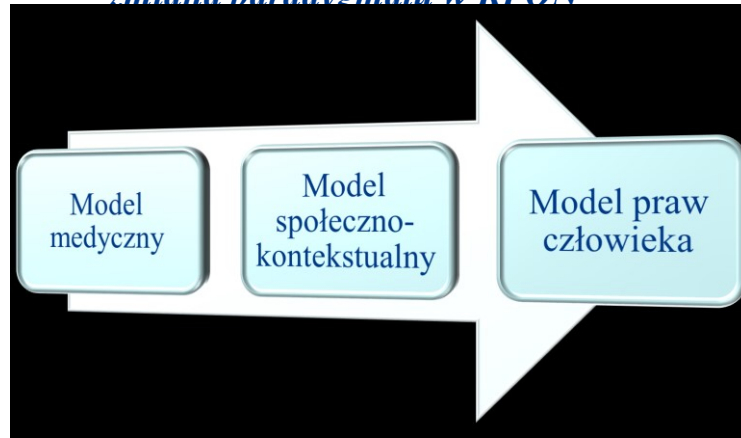 Model
medyczny
Model
społeczno-
kontekstualny
Model praw
człowieka